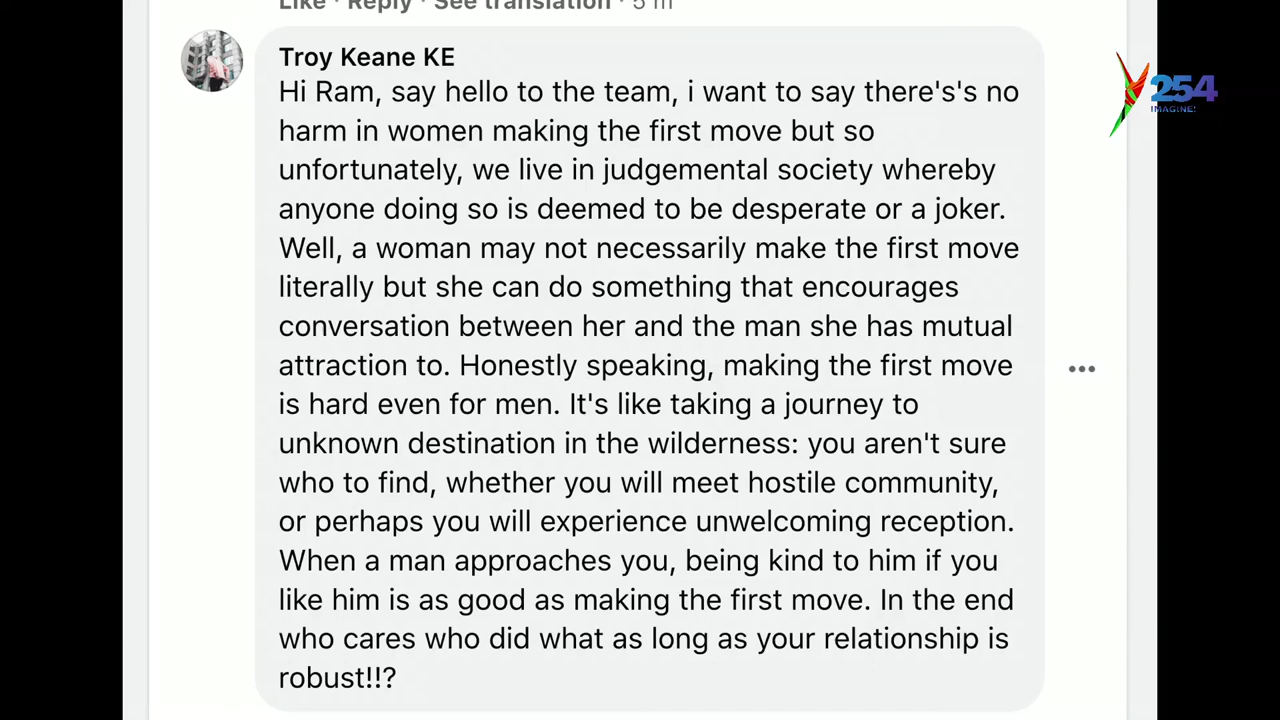 Like · Reply · See translation · 5 m
Troy Keane KE
Hi Ram, say hello to the team, i want to say there's's no
harm in women making the first move but so
unfortunately, we live in judgemental society whereby
anyone doing so is deemed to be desperate or a joker.
Well, a woman may not necessarily make the first move
literally but she can do something that encourages
conversation between her and the man she has mutual
attraction to. Honestly speaking, making the first move
is hard even for men. It's like taking a journey to
unknown destination in the wilderness: you aren't sure
who to find, whether you will meet hostile community,
or perhaps you will experience unwelcoming reception.
When a man approaches you, being kind to him if you
like him is as good as making the first move. In the end
who cares who did what as long as your relationship is
robust!!?
Y254
IMAGINE!